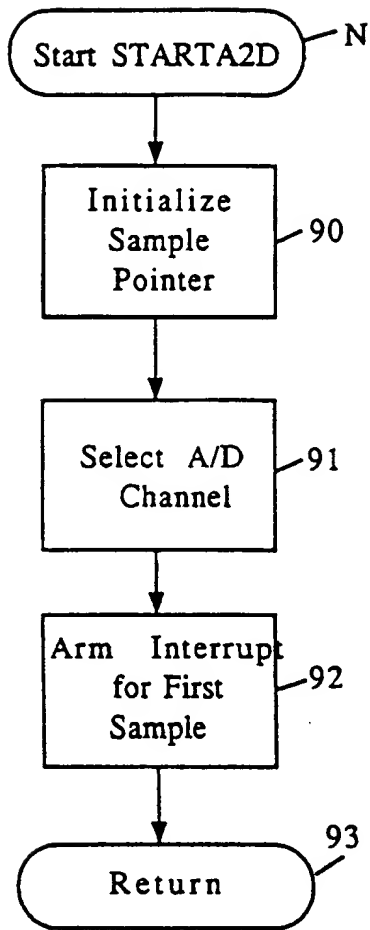 Start STARTA2D
N
Initialize
Sample
Pointer
90
Select A/D
Channel
91
Arm Interrupt
for First
Sample
92
Return
93